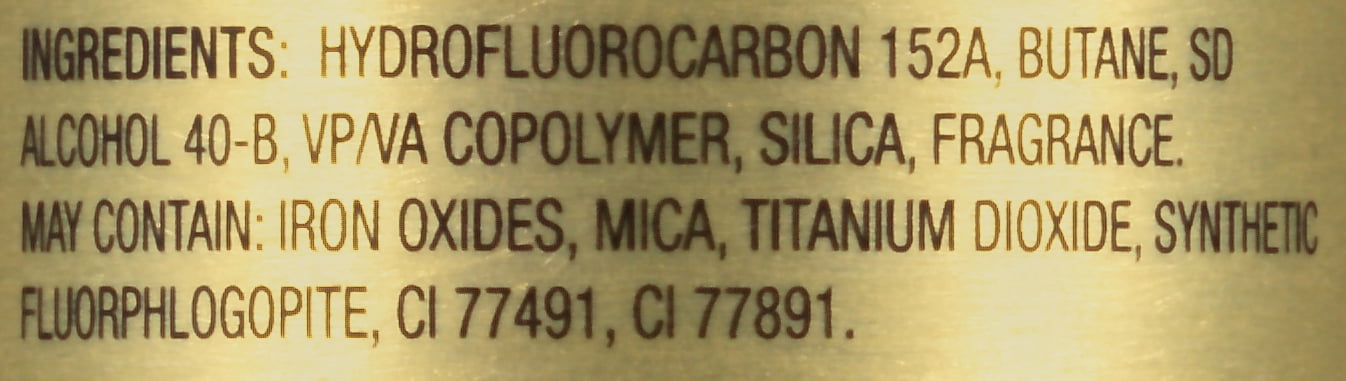 INGREDIENTS: HYDROFLUOROCARBON 152A, BUTANE, SD
ALCOHOL 40-B, VP/VA COPOLYMER, SILICA, FRAGRANCE.
MAY CONTAIN: IRON OXIDES, MICA, TITANIUM DIOXIDE, SYNTHETIC
FLUORPHLOGOPITE, CI 77491, CI 77891.